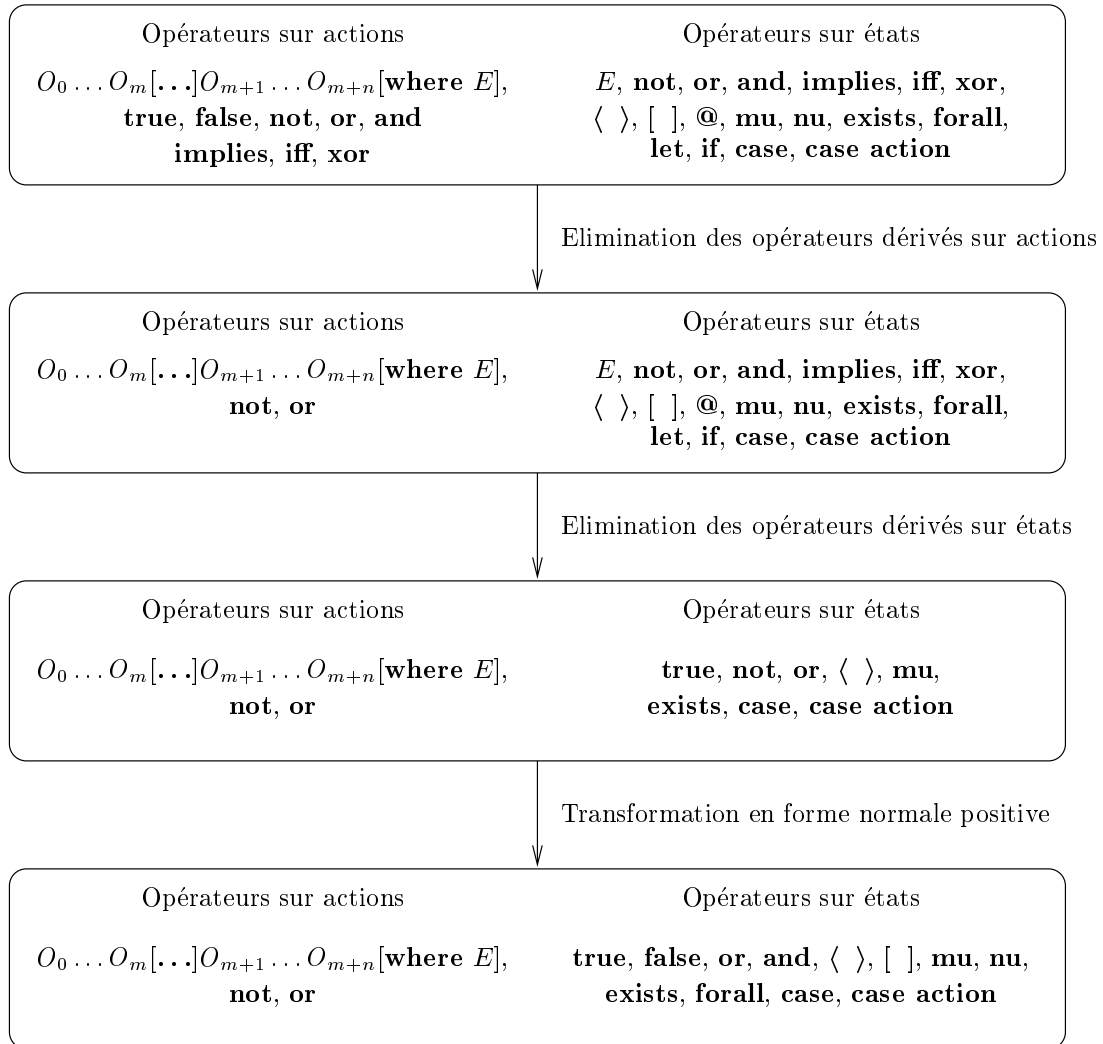 Opérateurs sur actions
O₀ … Oₘ[...]Oₘ₊₁ … Oₘ₊ₙ[where E],
true, false, not, or, and
implies, iff, xor
Opérateurs sur états
E, not, or, and, implies, iff, xor,
⟨ ⟩, [ ], @, mu, nu, exists, forall,
let, if, case, case action
Elimination des opérateurs dérivés sur actions
Opérateurs sur actions
O₀ … Oₘ[...]Oₘ₊₁ … Oₘ₊ₙ[where E],
not, or
Opérateurs sur états
E, not, or, and, implies, iff, xor,
⟨ ⟩, [ ], @, mu, nu, exists, forall,
let, if, case, case action
Elimination des opérateurs dérivés sur états
Opérateurs sur actions
O₀ … Oₘ[...]Oₘ₊₁ … Oₘ₊ₙ[where E],
not, or
Opérateurs sur états
true, not, or, ⟨ ⟩, mu,
exists, case, case action
Transformation en forme normale positive
Opérateurs sur actions
O₀ … Oₘ[...]Oₘ₊₁ … Oₘ₊ₙ[where E],
not, or
Opérateurs sur états
true, false, or, and, ⟨ ⟩, [ ], mu, nu,
exists, forall, case, case action